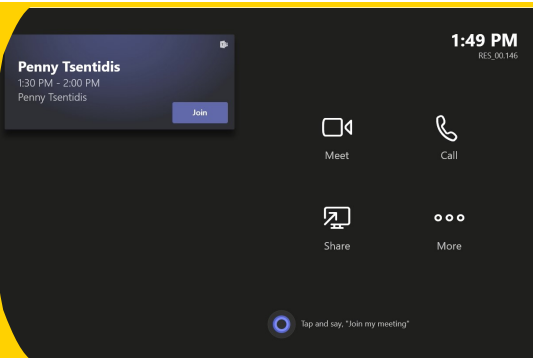 Penny Tsentidis
1:30 PM - 2:00 PM
Penny Tsentidis
Join
1:49 PM
RES_00.146
Meet
Call
Share
More
Tap and say, "Join my meeting"